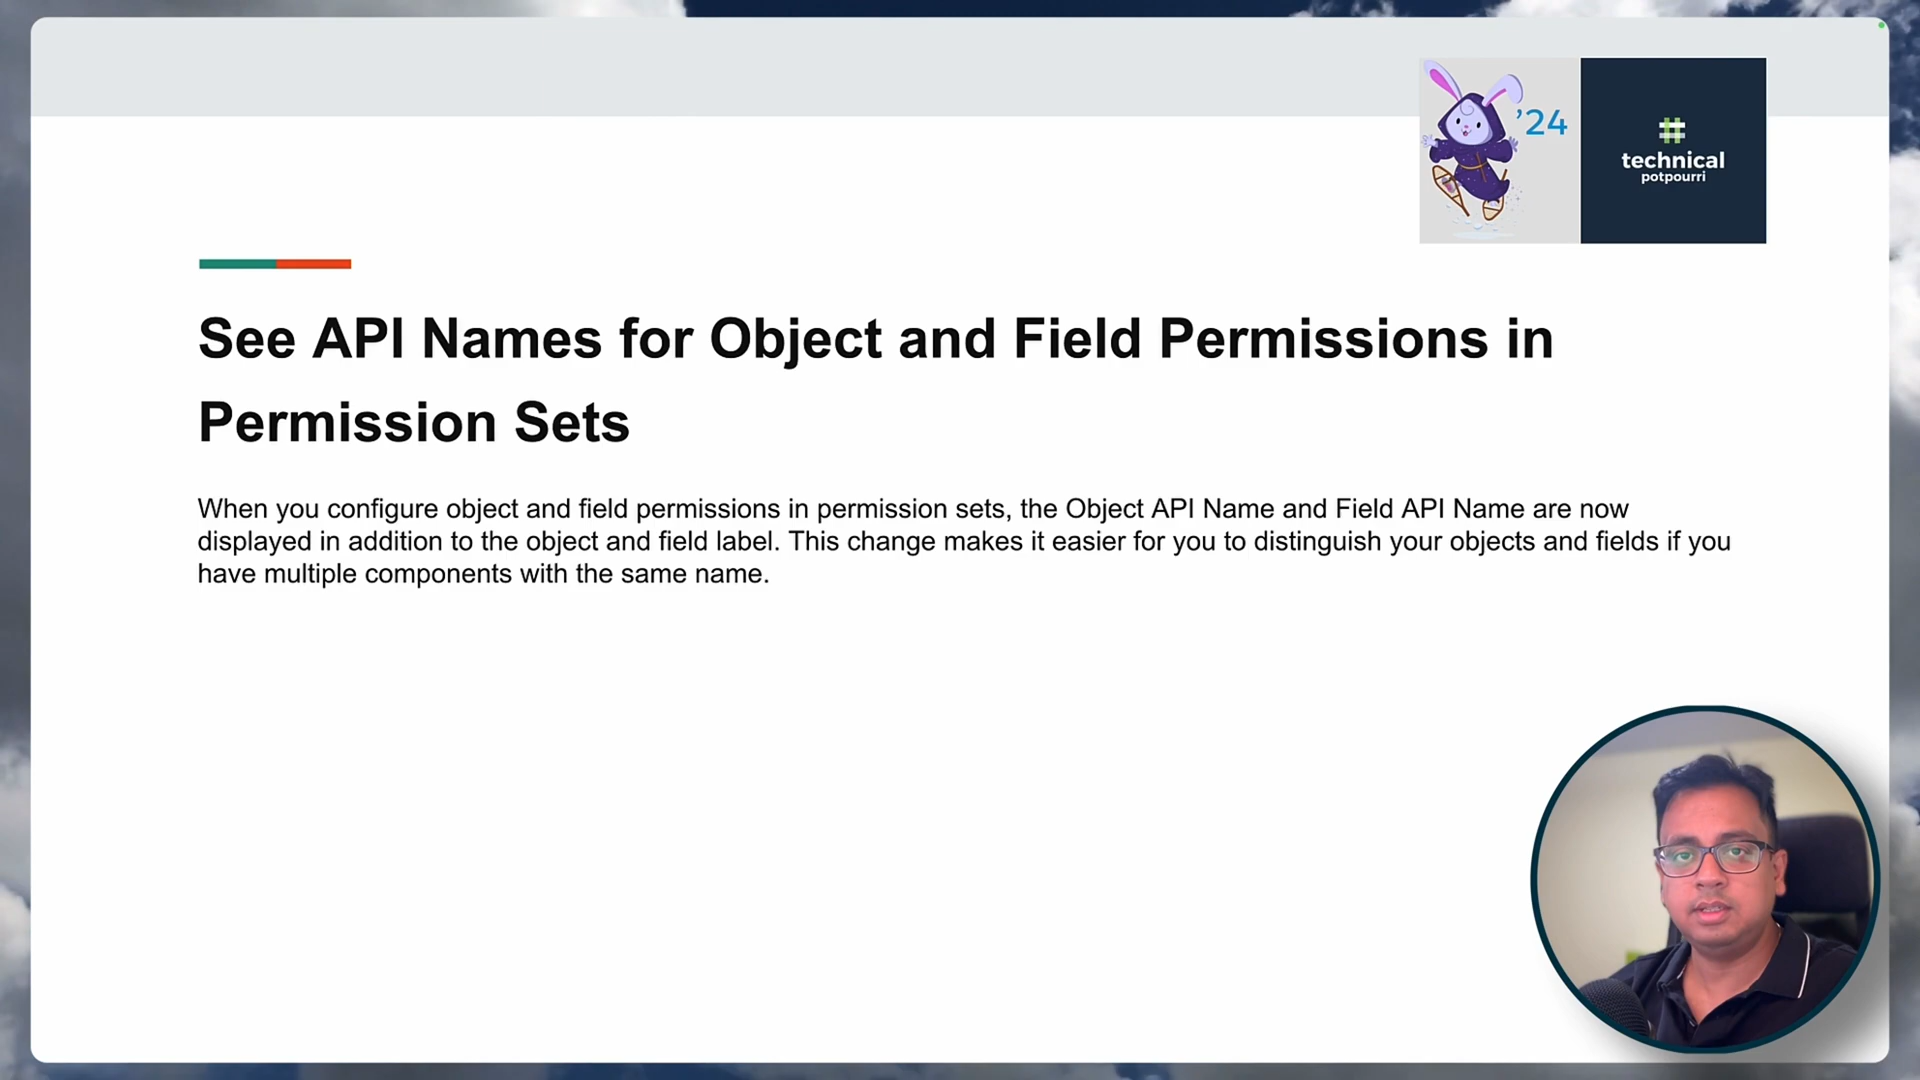 ’24
technical
potpourri
See API Names for Object and Field Permissions in
Permission Sets
When you configure object and field permissions in permission sets, the Object API Name and Field API Name are now
displayed in addition to the object and field label. This change makes it easier for you to distinguish your objects and fields if you
have multiple components with the same name.